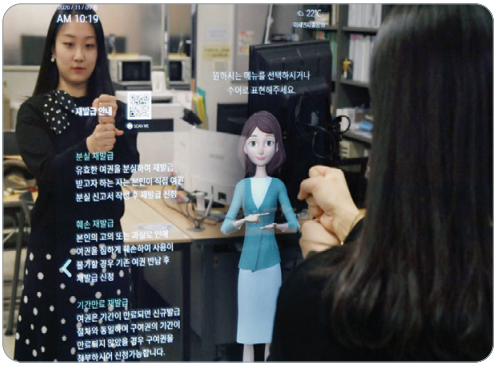 AM 10:19
22℃
원하시는 메뉴를 선택하시거나
수어로 표현해주세요.
재발급 안내
SCAN ME
분실 재발급
유효한 여권을 분실하여 재발급
받고자 하는 자는 본인이 직접 여권
분실 신고서 작성 후 재발급 신청
훼손 재발급
본인의 고의 또는 과실로 인해
여권을 심하게 훼손하여 사용이
불가할 경우 기존 여권 반납 후
재발급 신청
기간만료 재발급
여권은 기간이 만료되면 신규발급
절차와 동일하며 구여권의 기간이
만료되지 않았을 경우 구여권을
첨부하시어 신청가능합니다.